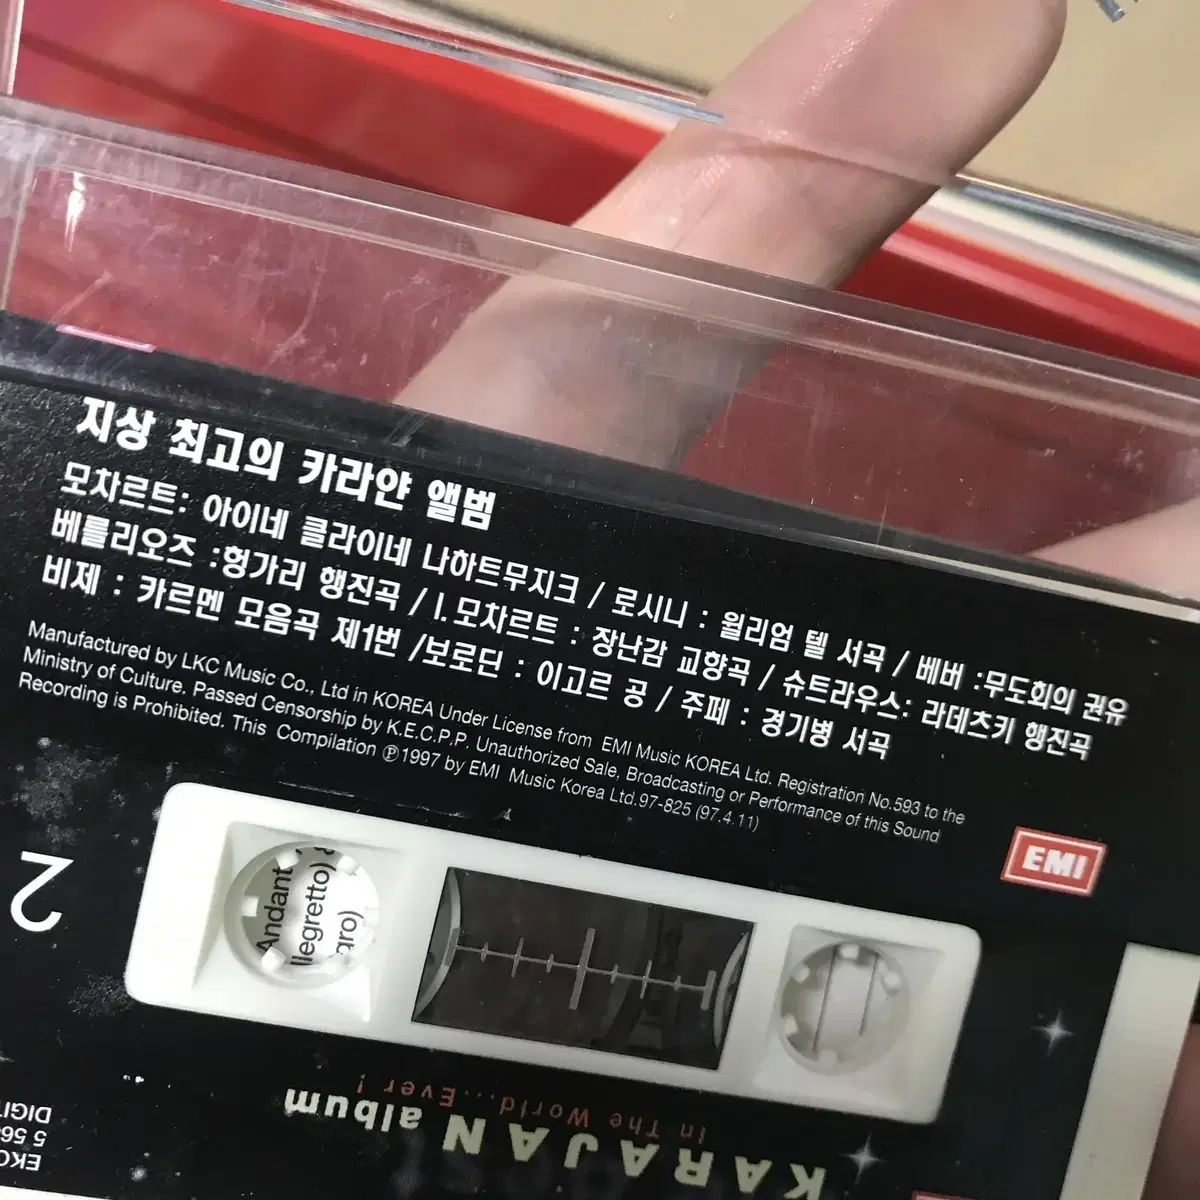 지상 최고의 카라얀 앨범
모차르트: 아이네 클라이네 나하트무지크 / 로시니 : 윌리엄 텔 서곡 / 베버 :무도회의 권유
베를리오즈 :헝가리 행진곡 / L.모차르트 : 장난감 교향곡 / 슈트라우스: 라데츠키 행진곡
비제 : 카르멘 모음곡 제1번 /보로딘 : 이고르 공 / 주페 : 경기병 서곡
Manufactured by LKC Music Co., Ltd in KOREA Under License from EMI Music KOREA Ltd. Registration No.593 to the
Ministry of Culture. Passed Censorship by K.E.C.P.P. Unauthorized Sale, Broadcasting or Performance of this Sound
Recording is Prohibited. This Compilation ℗1997 by EMI Music Korea Ltd.97-825 (97.4.11)
EMI
2
Andant
llegretto)
gro)
KARAJAN album
In The World...Ever !
EKC
5 56
DIGIT